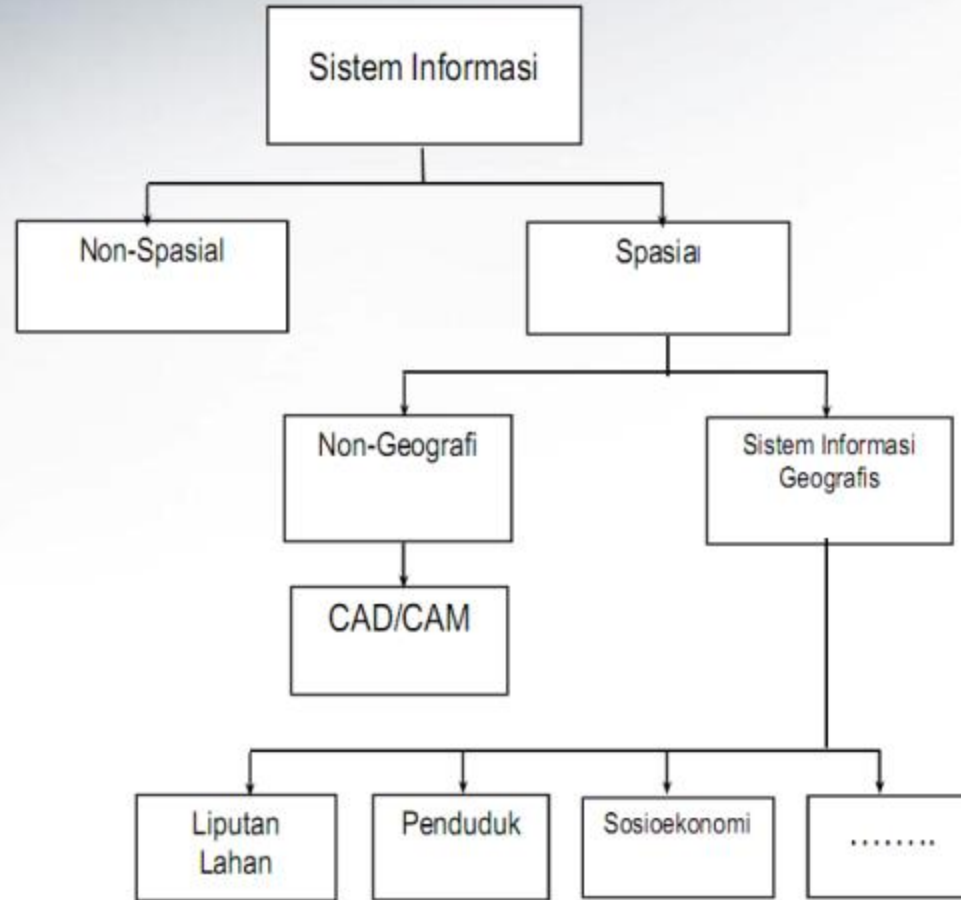 Sistem Informasi
Non-Spasial
Spasial
Non-Geografi
Sistem Informasi
Geografis
CAD/CAM
Liputan
Lahan
Penduduk
Sosioekonomi
........